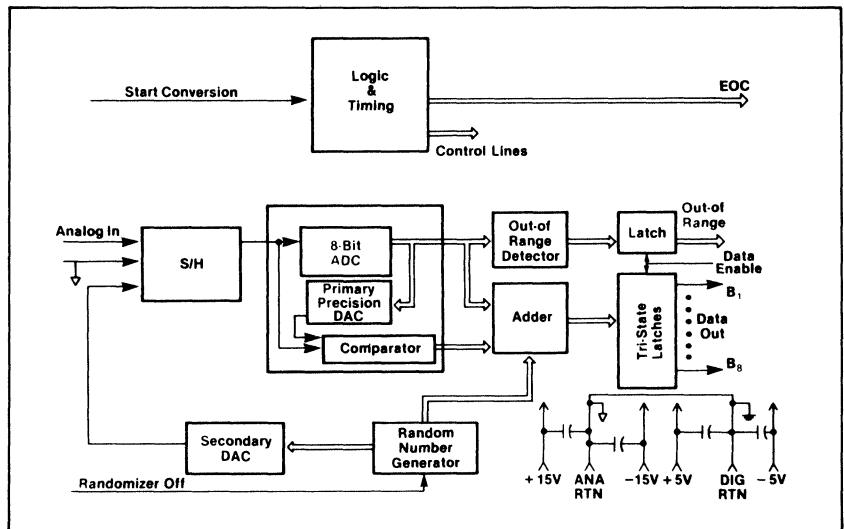 Logic
&
Timing
Start Conversion
EOC
Control Lines
Analog In
S/H
8-Bit
ADC
Primary
Precision
DAC
Comparator
Out-of
Range
Detector
Latch
Out-of
Range
Data
Enable
Adder
Tri-State
Latches
B1
Data
Out
B8
Secondary
DAC
Random
Number
Generator
Randomizer Off
+15V
ANA
RTN
-15V
+5V
DIG
RTN
-5V